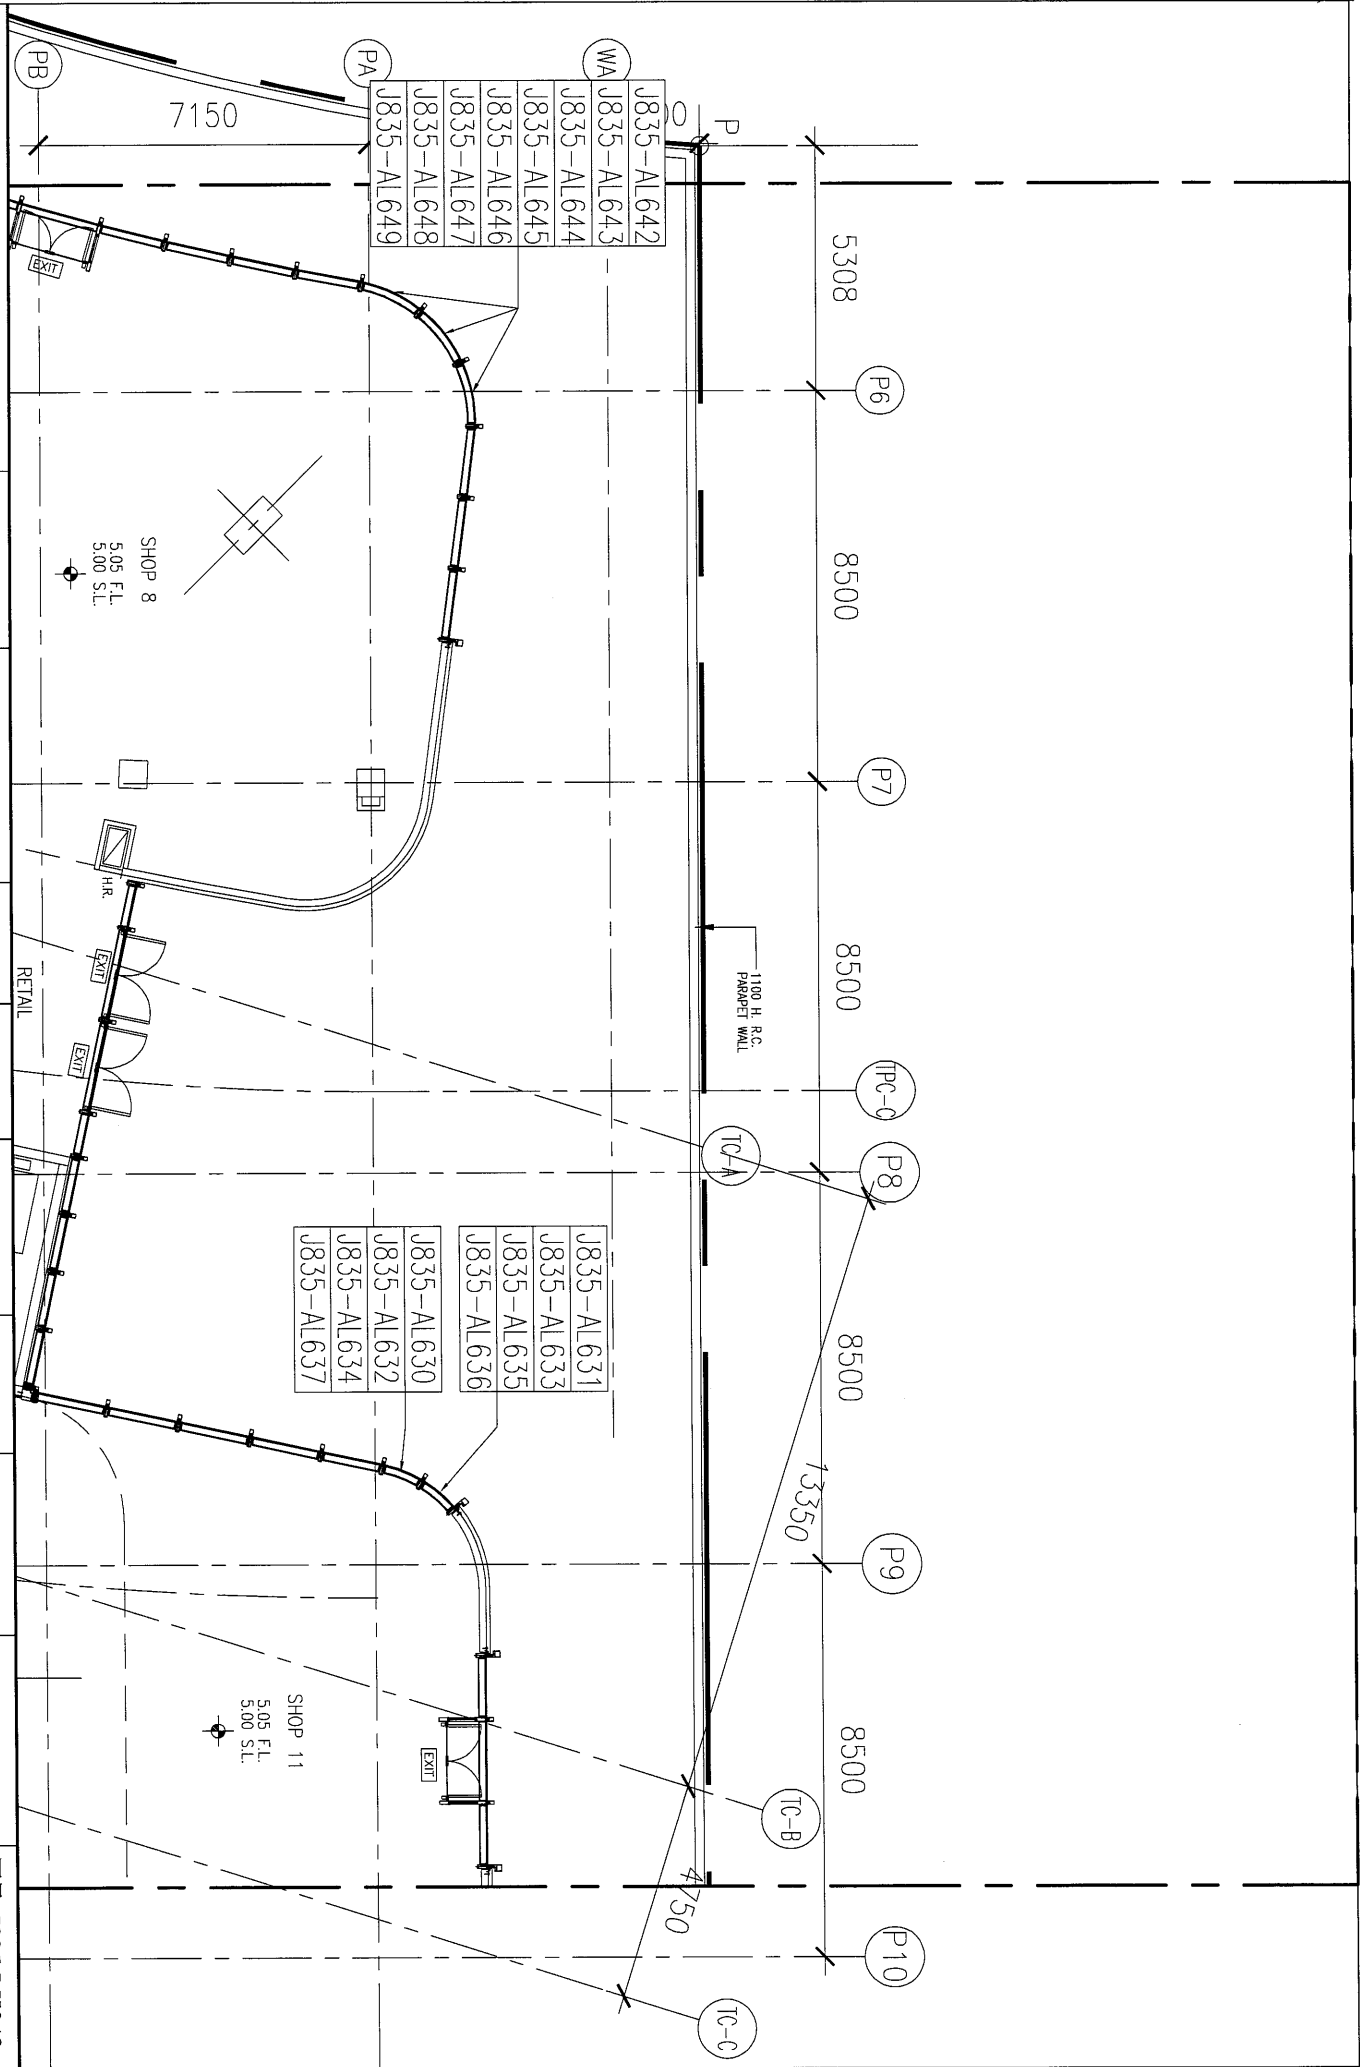 PB
PA
WA
P
7150
00
J835-AL642
J835-AL643
J835-AL644
J835-AL645
J835-AL646
J835-AL647
J835-AL648
J835-AL649
5308
P6
8500
P7
8500
TPC-C
P8
8500
P9
8500
P10
TC-A
13350
TC-B
4750
TC-C
1100 H. R.C.
PARAPET WALL
EXIT
SHOP 8
5.05 F.L.
5.00 S.L.
H.R.
EXIT
EXIT
RETAIL
J835-AL631
J835-AL633
J835-AL635
J835-AL636
J835-AL630
J835-AL632
J835-AL634
J835-AL637
SHOP 11
5.05 F.L.
5.00 S.L.
EXIT